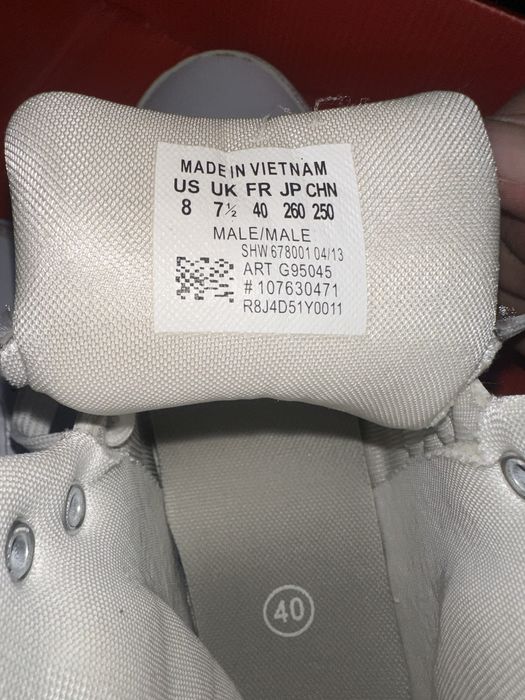 MADE IN VIETNAM
US UK FR JP CHN
8 7½ 40 260 250
MALE/MALE
SHW 678001 04/13
ART G95045
# 107630471
R8J4D51Y0011
40